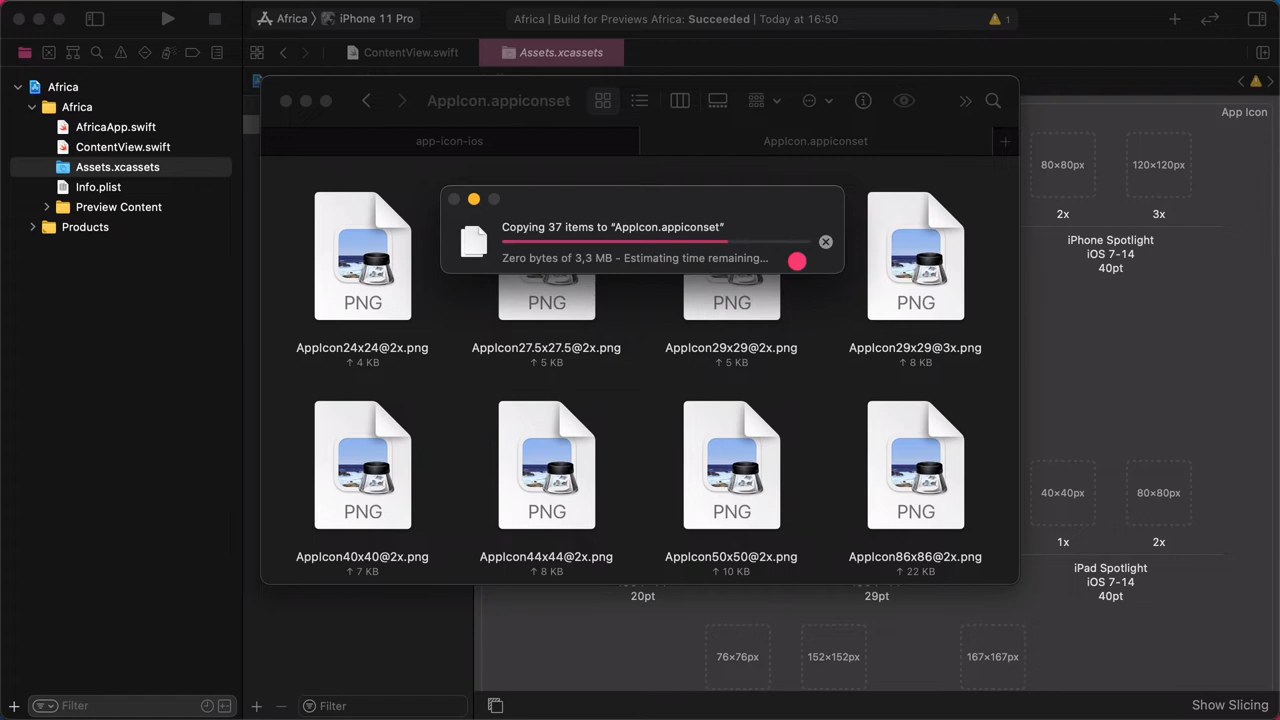 Africa
iPhone 11 Pro
Africa | Build for Previews Africa: Succeeded | Today at 16:50
1
ContentView.swift
Assets.xcassets
Africa
Africa
AfricaApp.swift
ContentView.swift
Assets.xcassets
Info.plist
Preview Content
Products
AppIcon.appiconset
app-icon-ios
AppIcon.appiconset
Copying 37 items to “AppIcon.appiconset”
Zero bytes of 3,3 MB - Estimating time remaining...
PNG
PNG
PNG
PNG
AppIcon24x24@2x.png
AppIcon27.5x27.5@2x.png
AppIcon29x29@2x.png
AppIcon29x29@3x.png
↑ 4 KB
↑ 5 KB
↑ 5 KB
↑ 8 KB
PNG
PNG
PNG
PNG
AppIcon40x40@2x.png
AppIcon44x44@2x.png
AppIcon50x50@2x.png
AppIcon86x86@2x.png
↑ 7 KB
↑ 8 KB
↑ 10 KB
↑ 22 KB
App Icon
80×80px
120×120px
2x
3x
iPhone Spotlight
iOS 7-14
40pt
40×40px
80×80px
1x
2x
iPad Spotlight
iOS 7-14
40pt
20pt
29pt
76×76px
152×152px
167×167px
Filter
Filter
Show Slicing